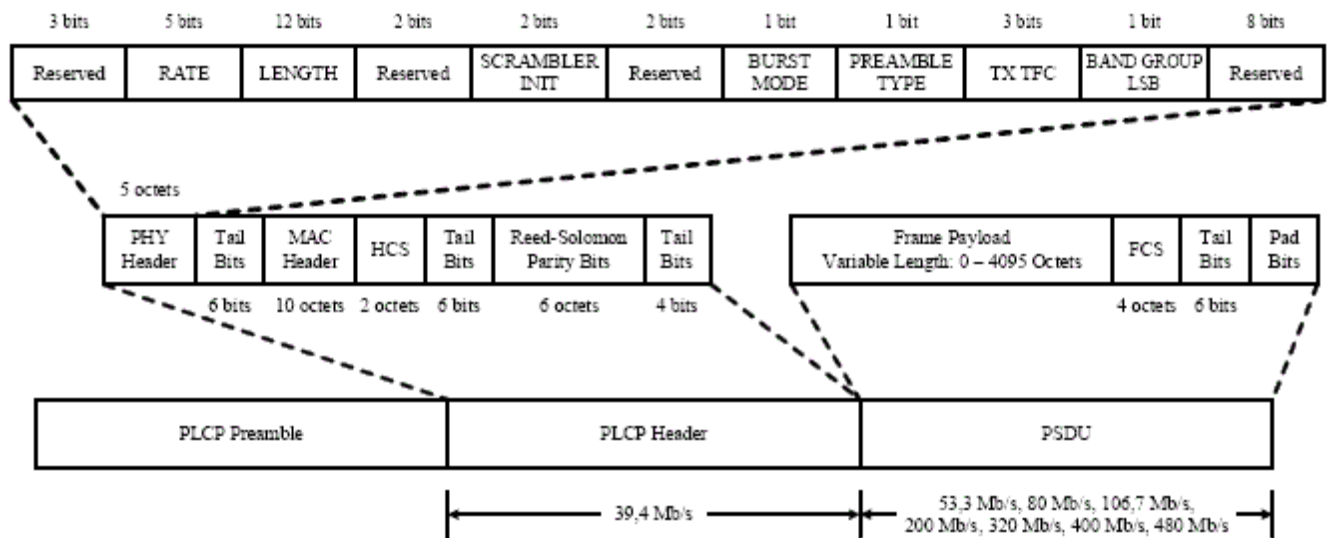 3 bits 5 bits 12 bits 2 bits 2 bits 2 bits 1 bit 1 bit 3 bits 1 bit 8 bits
Reserved RATE LENGTH Reserved SCRAMBLER INIT Reserved BURST MODE PREAMBLE TYPE TX TFC BAND GROUP LSB Reserved
5 octets
PHY Header Tail Bits MAC Header HCS Tail Bits Reed-Solomon Parity Bits Tail Bits
6 bits 10 octets 2 octets 6 bits 6 octets 4 bits
Frame Payload
Variable Length: 0 – 4095 Octets
FCS Tail Bits Pad Bits
4 octets 6 bits
PLCP Preamble PLCP Header PSDU
39,4 Mb/s
53,3 Mb/s, 80 Mb/s, 106,7 Mb/s,
200 Mb/s, 320 Mb/s, 400 Mb/s, 480 Mb/s